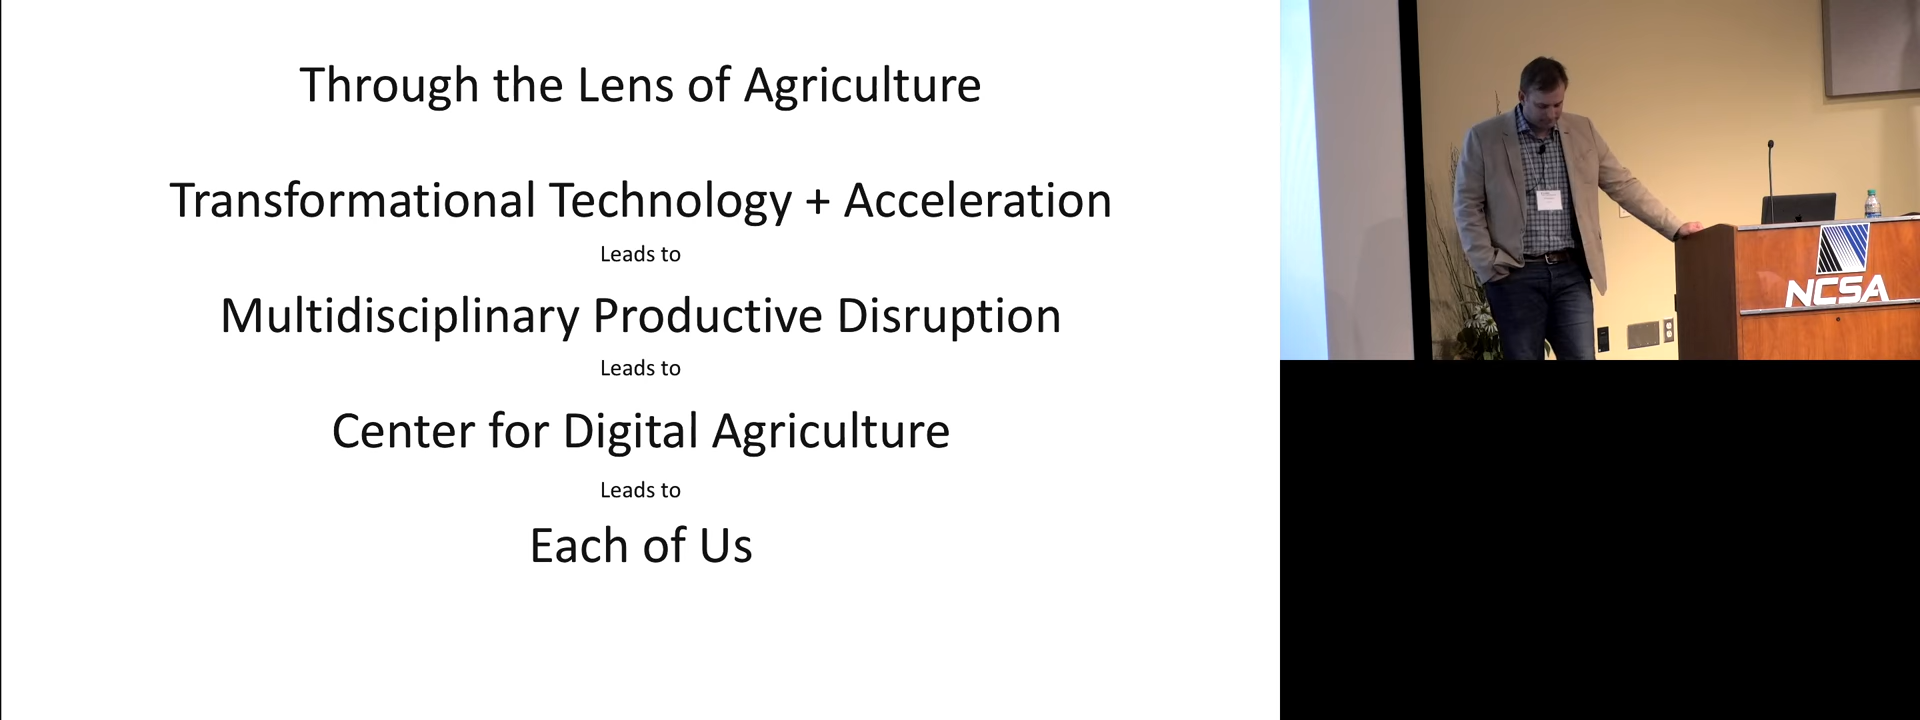 Through the Lens of Agriculture
Transformational Technology + Acceleration
Leads to
Multidisciplinary Productive Disruption
Leads to
Center for Digital Agriculture
Leads to
Each of Us
NCSA